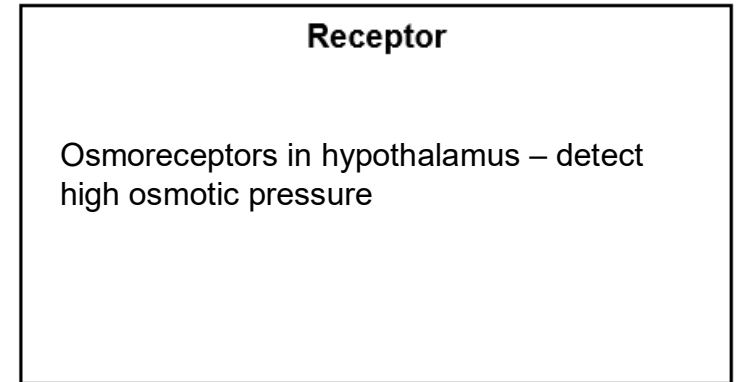 Receptor
Osmoreceptors in hypothalamus – detect
high osmotic pressure